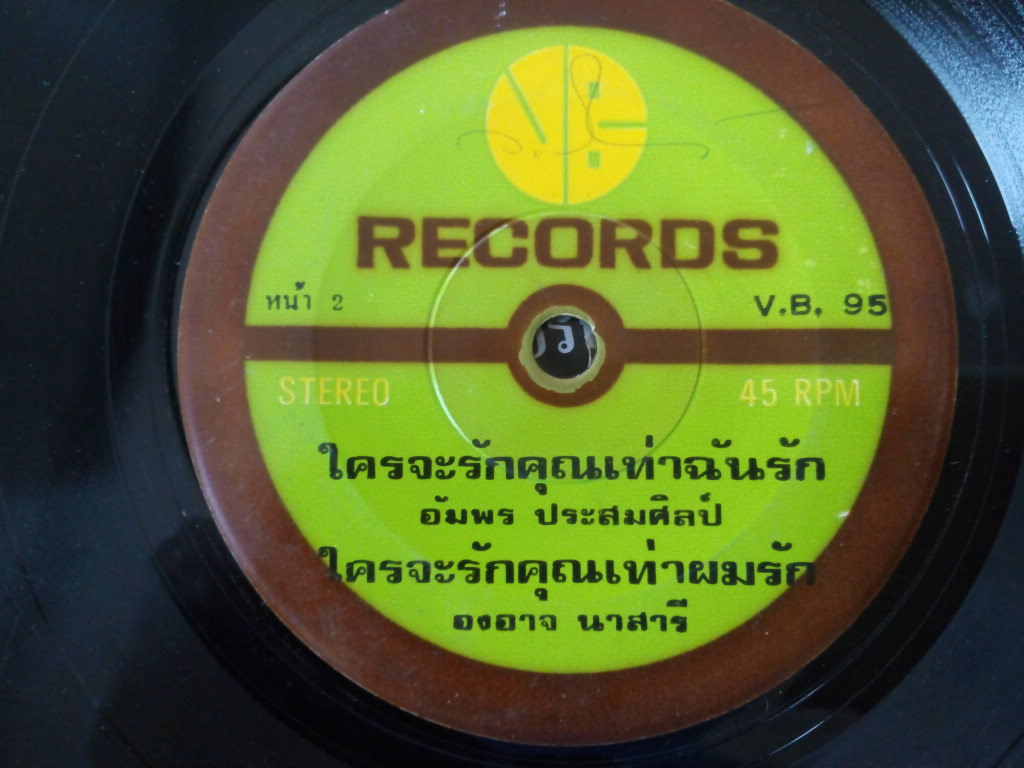 RECORDS
หน้า 2
V.B. 95
STEREO
45 RPM
ใครจะรักคุณเท่าฉันรัก
อัมพร ประสมศิลป์
ใครจะรักคุณเท่าผมรัก
องอาจ นาสารี